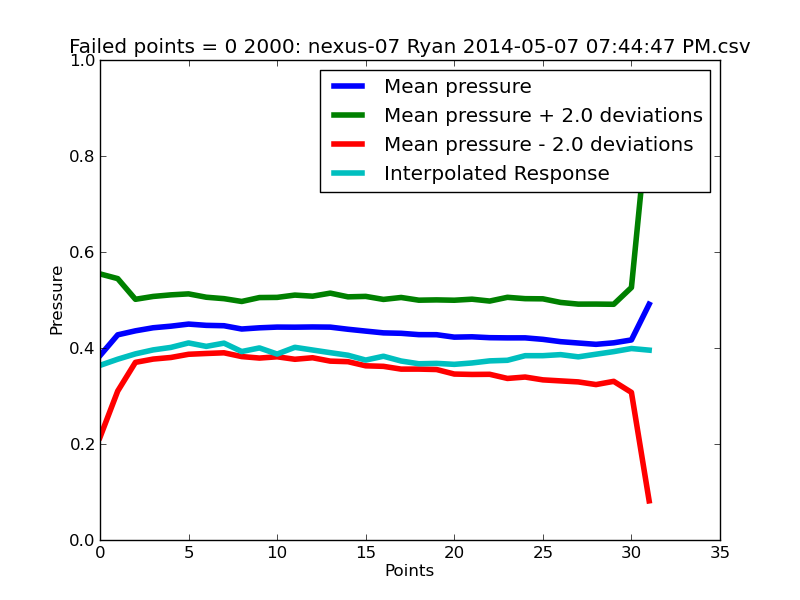 Failed points = 0 2000: nexus-07 Ryan 2014-05-07 07:44:47 PM.csv
Mean pressure
Mean pressure + 2.0 deviations
Mean pressure - 2.0 deviations
Interpolated Response
1.0
0.8
0.6
0.4
0.2
0.0
Pressure
0 5 10 15 20 25 30 35
Points